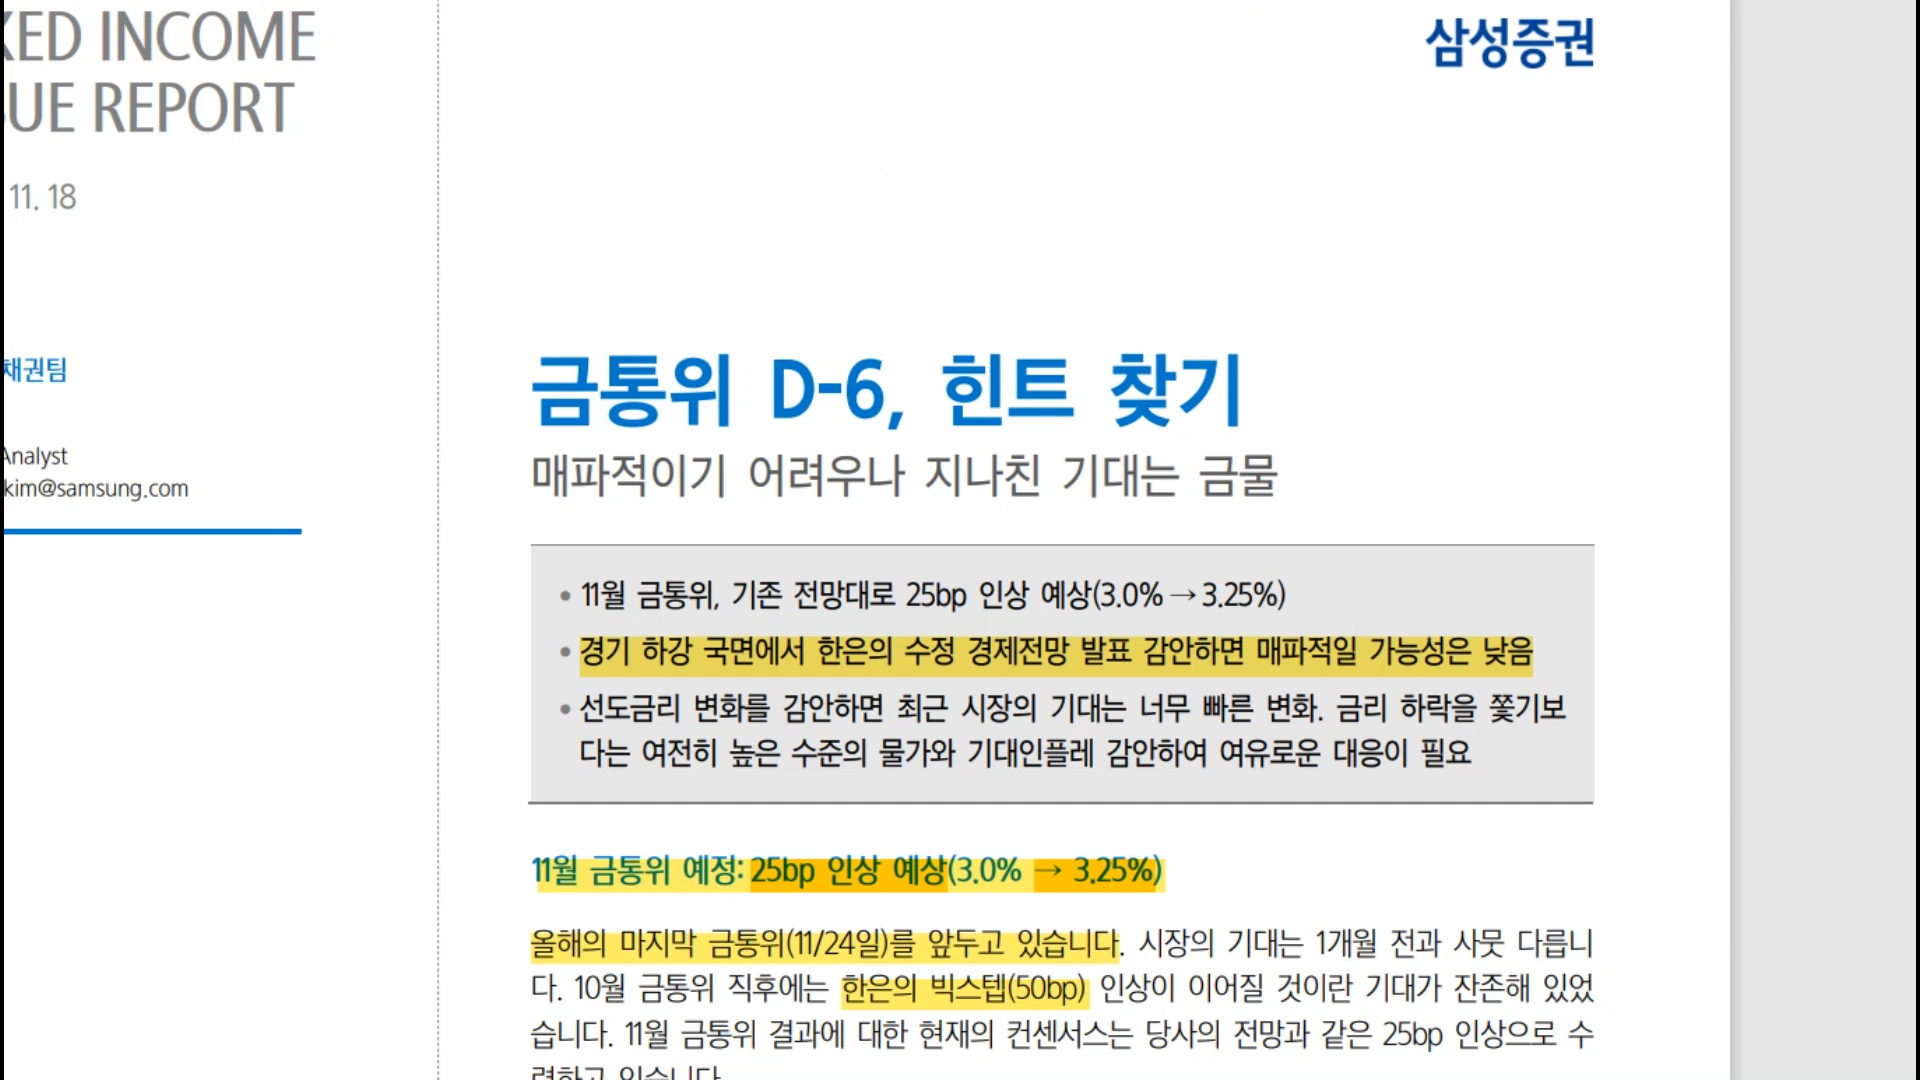 KED INCOME
UE REPORT
11. 18
채권팀
Analyst
kim@samsung.com
삼성증권
금통위 D-6, 힌트 찾기
매파적이기 어려우나 지나친 기대는 금물
• 11월 금통위, 기존 전망대로 25bp 인상 예상(3.0%→3.25%)
• 경기 하강 국면에서 한은의 수정 경제전망 발표 감안하면 매파적일 가능성은 낮음
• 선도금리 변화를 감안하면 최근 시장의 기대는 너무 빠른 변화. 금리 하락을 쫓기보
다는 여전히 높은 수준의 물가와 기대인플레 감안하여 여유로운 대응이 필요
11월 금통위 예정: 25bp 인상 예상(3.0% → 3.25%)
올해의 마지막 금통위(11/24일)를 앞두고 있습니다. 시장의 기대는 1개월 전과 사뭇 다릅니
다. 10월 금통위 직후에는 한은의 빅스텝(50bp) 인상이 이어질 것이란 기대가 잔존해 있었
습니다. 11월 금통위 결과에 대한 현재의 컨센서스는 당사의 전망과 같은 25bp 인상으로 수
렴하고 있습니다